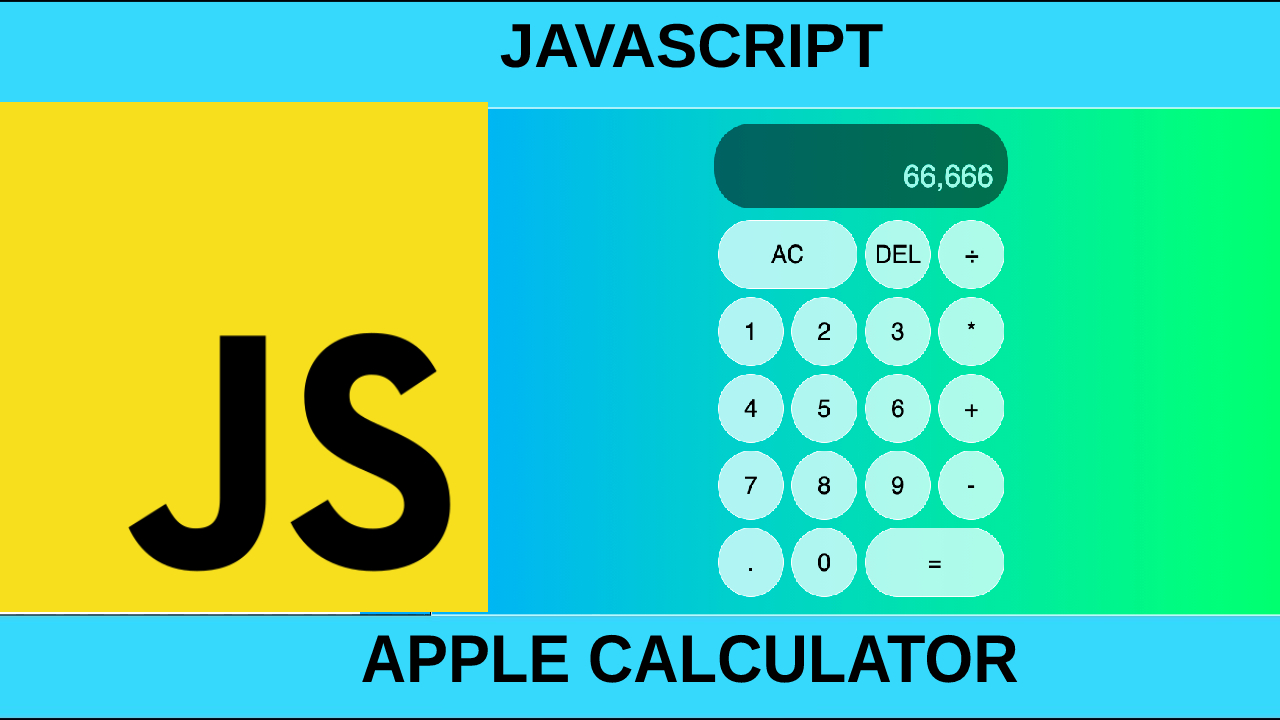 JAVASCRIPT
JS
66,666
AC DEL ÷
1 2 3 *
4 5 6 +
7 8 9 -
. 0 =
APPLE CALCULATOR